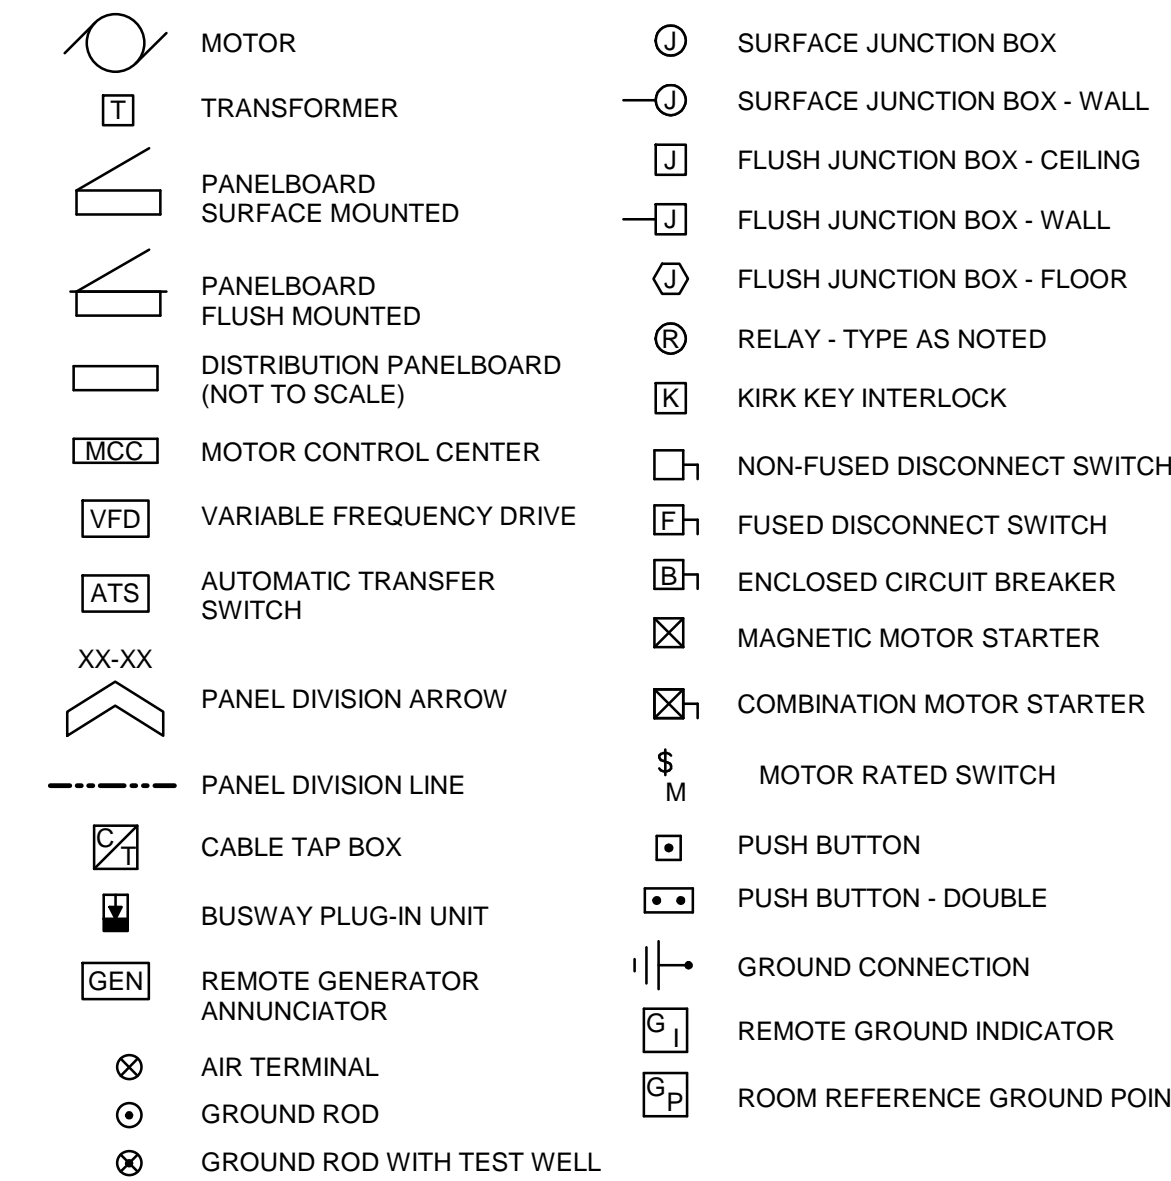 MOTOR
T TRANSFORMER
PANELBOARD
SURFACE MOUNTED
PANELBOARD
FLUSH MOUNTED
DISTRIBUTION PANELBOARD
(NOT TO SCALE)
MCC MOTOR CONTROL CENTER
VFD VARIABLE FREQUENCY DRIVE
ATS AUTOMATIC TRANSFER
SWITCH
XX-XX
PANEL DIVISION ARROW
PANEL DIVISION LINE
C T CABLE TAP BOX
BUSWAY PLUG-IN UNIT
GEN REMOTE GENERATOR
ANNUNCIATOR
AIR TERMINAL
GROUND ROD
GROUND ROD WITH TEST WELL
J SURFACE JUNCTION BOX
J SURFACE JUNCTION BOX - WALL
J FLUSH JUNCTION BOX - CEILING
J FLUSH JUNCTION BOX - WALL
J FLUSH JUNCTION BOX - FLOOR
R RELAY - TYPE AS NOTED
K KIRK KEY INTERLOCK
NON-FUSED DISCONNECT SWITCH
F FUSED DISCONNECT SWITCH
B ENCLOSED CIRCUIT BREAKER
MAGNETIC MOTOR STARTER
COMBINATION MOTOR STARTER
$ M MOTOR RATED SWITCH
PUSH BUTTON
PUSH BUTTON - DOUBLE
GROUND CONNECTION
G I REMOTE GROUND INDICATOR
G P ROOM REFERENCE GROUND POIN